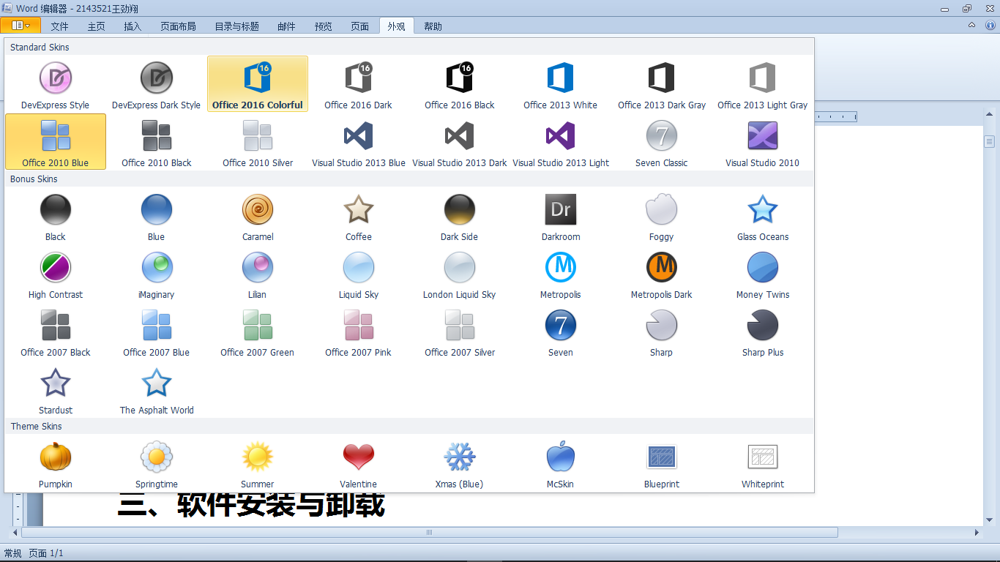 Word 编辑器 - 2143521王劲翔
文件 主页 插入 页面布局 目录与标题 邮件 预览 页面 外观 帮助
Standard Skins
16 16 16
DevExpress Style DevExpress Dark Style Office 2016 Colorful Office 2016 Dark Office 2016 Black Office 2013 White Office 2013 Dark Gray Office 2013 Light Gray
7
Office 2010 Blue Office 2010 Black Office 2010 Silver Visual Studio 2013 Blue Visual Studio 2013 Dark Visual Studio 2013 Light Seven Classic Visual Studio 2010
Bonus Skins
Dr
Black Blue Caramel Coffee Dark Side Darkroom Foggy Glass Oceans
M M
High Contrast iMaginary Lilian Liquid Sky London Liquid Sky Metropolis Metropolis Dark Money Twins
7
Office 2007 Black Office 2007 Blue Office 2007 Green Office 2007 Pink Office 2007 Silver Seven Sharp Sharp Plus
Stardust The Asphalt World
Theme Skins
Pumpkin Springtime Summer Valentine Xmas (Blue) McSkin Blueprint Whiteprint
三、软件安装与卸载
常规 页面 1/1